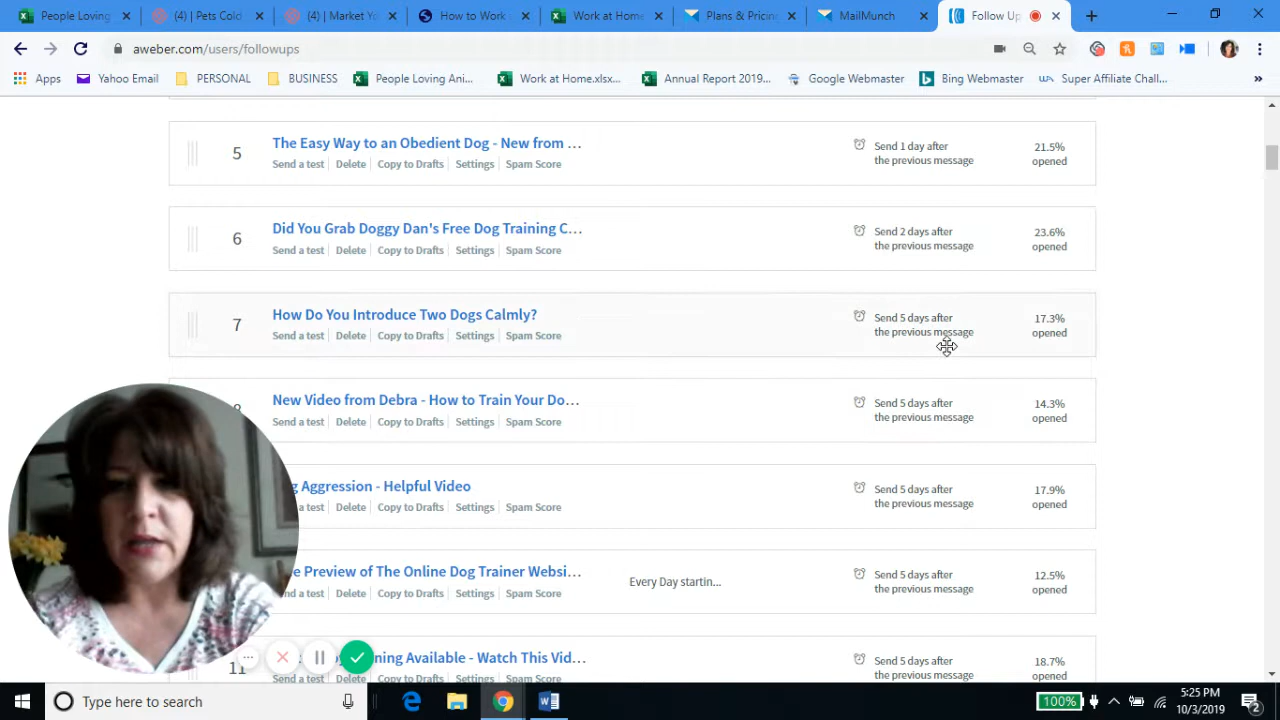 People Loving
(4) | Pets Cold
(4) | Market Yo
How to Work a
Work at Home
Plans & Pricing
MailMunch
Follow Up
aweber.com/users/followups
Apps
Yahoo Email
PERSONAL
BUSINESS
People Loving Ani...
Work at Home.xlsx...
Annual Report 2019...
Google Webmaster
Bing Webmaster
Super Affiliate Chall...
»
5
The Easy Way to an Obedient Dog - New from ...
Send a test Delete Copy to Drafts Settings Spam Score
Send 1 day after
the previous message
21.5%
opened
6
Did You Grab Doggy Dan's Free Dog Training C...
Send a test Delete Copy to Drafts Settings Spam Score
Send 2 days after
the previous message
23.6%
opened
7
How Do You Introduce Two Dogs Calmly?
Send a test Delete Copy to Drafts Settings Spam Score
Send 5 days after
the previous message
17.3%
opened
New Video from Debra - How to Train Your Do...
Send a test Delete Copy to Drafts Settings Spam Score
Send 5 days after
the previous message
14.3%
opened
Aggression - Helpful Video
test Delete Copy to Drafts Settings Spam Score
Send 5 days after
the previous message
17.9%
opened
Preview of The Online Dog Trainer Websi...
test Delete Copy to Drafts Settings Spam Score
Every Day startin...
Send 5 days after
the previous message
12.5%
opened
11
Available - Watch This Vid...
Send a test Delete Copy to Drafts Settings Spam Score
Send 5 days after
the previous message
18.7%
opened
Type here to search
100%
5:25 PM
10/3/2019
2